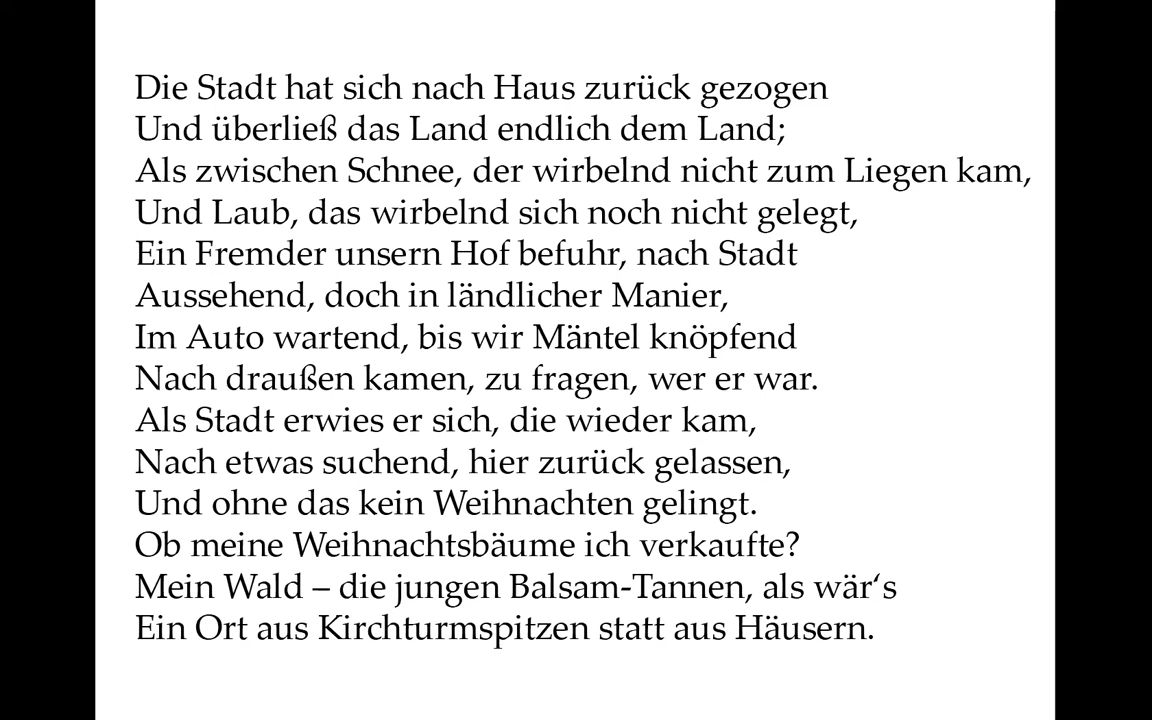 Die Stadt hat sich nach Haus zurück gezogen
Und überließ das Land endlich dem Land;
Als zwischen Schnee, der wirbelnd nicht zum Liegen kam,
Und Laub, das wirbelnd sich noch nicht gelegt,
Ein Fremder unsern Hof befuhr, nach Stadt
Aussehend, doch in ländlicher Manier,
Im Auto wartend, bis wir Mäntel knöpfend
Nach draußen kamen, zu fragen, wer er war.
Als Stadt erwies er sich, die wieder kam,
Nach etwas suchend, hier zurück gelassen,
Und ohne das kein Weihnachten gelingt.
Ob meine Weihnachtsbäume ich verkaufte?
Mein Wald – die jungen Balsam-Tannen, als wär‘s
Ein Ort aus Kirchturmspitzen statt aus Häusern.